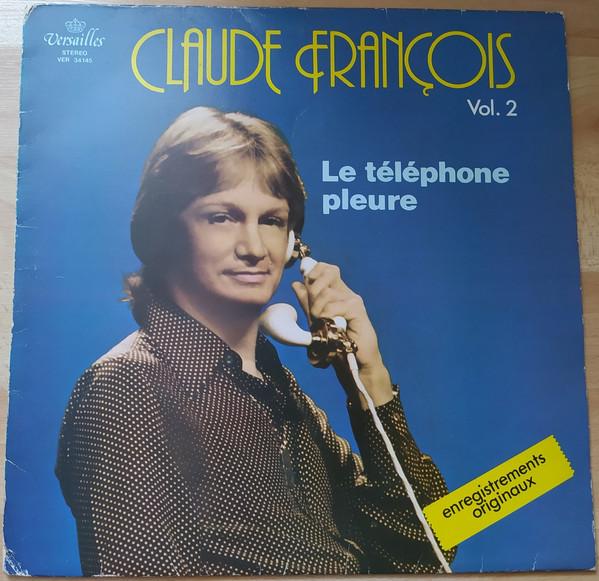 Versailles
STEREO
VER 34145
CLAUDE FRANÇOIS
Vol. 2
Le téléphone
pleure
enregistrements
originaux